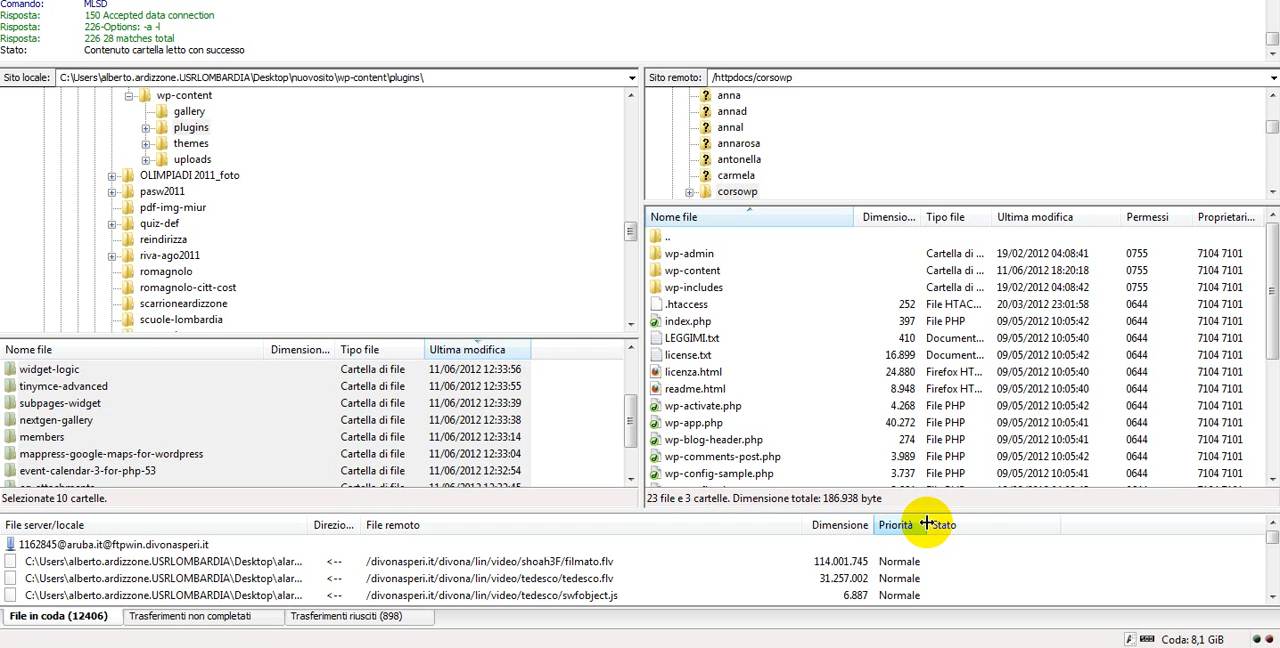 Comando: MLSD
Risposta: 150 Accepted data connection
Risposta: 226-Options: -a -l
Risposta: 226 28 matches total
Stato: Contenuto cartella letto con successo
Sito locale: C:\Users\alberto.ardizzone.USRLOMBARDIA\Desktop\nuovosito\wp-content\plugins\
wp-content
gallery
plugins
themes
uploads
OLIMPIADI 2011_foto
pasw2011
pdf-img-miur
quiz-def
reindirizza
riva-ago2011
romagnolo
romagnolo-citt-cost
scarrioneardizzone
scuole-lombardia
Nome file Dimension... Tipo file Ultima modifica
widget-logic Cartella di file 11/06/2012 12:33:56
tinymce-advanced Cartella di file 11/06/2012 12:33:55
subpages-widget Cartella di file 11/06/2012 12:33:39
nextgen-gallery Cartella di file 11/06/2012 12:33:38
members Cartella di file 11/06/2012 12:33:14
mappress-google-maps-for-wordpress Cartella di file 11/06/2012 12:33:04
event-calendar-3-for-php-53 Cartella di file 11/06/2012 12:32:54
Selezionate 10 cartelle.
Sito remoto: /httpdocs/corsowp
anna
annad
annal
annarosa
antonella
carmela
corsowp
Nome file Dimensio... Tipo file Ultima modifica Permessi Proprietari...
..
wp-admin Cartella di ... 19/02/2012 04:08:41 0755 7104 7101
wp-content Cartella di ... 11/06/2012 18:20:18 0755 7104 7101
wp-includes Cartella di ... 19/02/2012 04:08:42 0755 7104 7101
.htaccess 252 File HTAC... 20/03/2012 23:01:58 0644 7104 7101
index.php 397 File PHP 09/05/2012 10:05:42 0644 7104 7101
LEGGIMI.txt 410 Document... 09/05/2012 10:05:40 0644 7104 7101
license.txt 16.899 Document... 09/05/2012 10:05:42 0644 7104 7101
licenza.html 24.880 Firefox HT... 09/05/2012 10:05:40 0644 7104 7101
readme.html 8.948 Firefox HT... 09/05/2012 10:05:40 0644 7104 7101
wp-activate.php 4.268 File PHP 09/05/2012 10:05:42 0644 7104 7101
wp-app.php 40.272 File PHP 09/05/2012 10:05:41 0644 7104 7101
wp-blog-header.php 274 File PHP 09/05/2012 10:05:41 0644 7104 7101
wp-comments-post.php 3.989 File PHP 09/05/2012 10:05:41 0644 7104 7101
wp-config-sample.php 3.737 File PHP 09/05/2012 10:05:41 0644 7104 7101
23 file e 3 cartelle. Dimensione totale: 186.938 byte
File server/locale Direzio... File remoto Dimensione Priorità Stato
1162845@aruba.it@ftpwin.divonasperi.it
C:\Users\alberto.ardizzone.USRLOMBARDIA\Desktop\alar... <-- /divonasperi.it/divona/lin/video/shoah3F/filmato.flv 114.001.745 Normale
C:\Users\alberto.ardizzone.USRLOMBARDIA\Desktop\alar... <-- /divonasperi.it/divona/lin/video/tedesco/tedesco.flv 31.257.002 Normale
C:\Users\alberto.ardizzone.USRLOMBARDIA\Desktop\alar... <-- /divonasperi.it/divona/lin/video/tedesco/swfobject.js 6.887 Normale
File in coda (12406) Trasferimenti non completati Trasferimenti riusciti (898)
Coda: 8,1 GiB